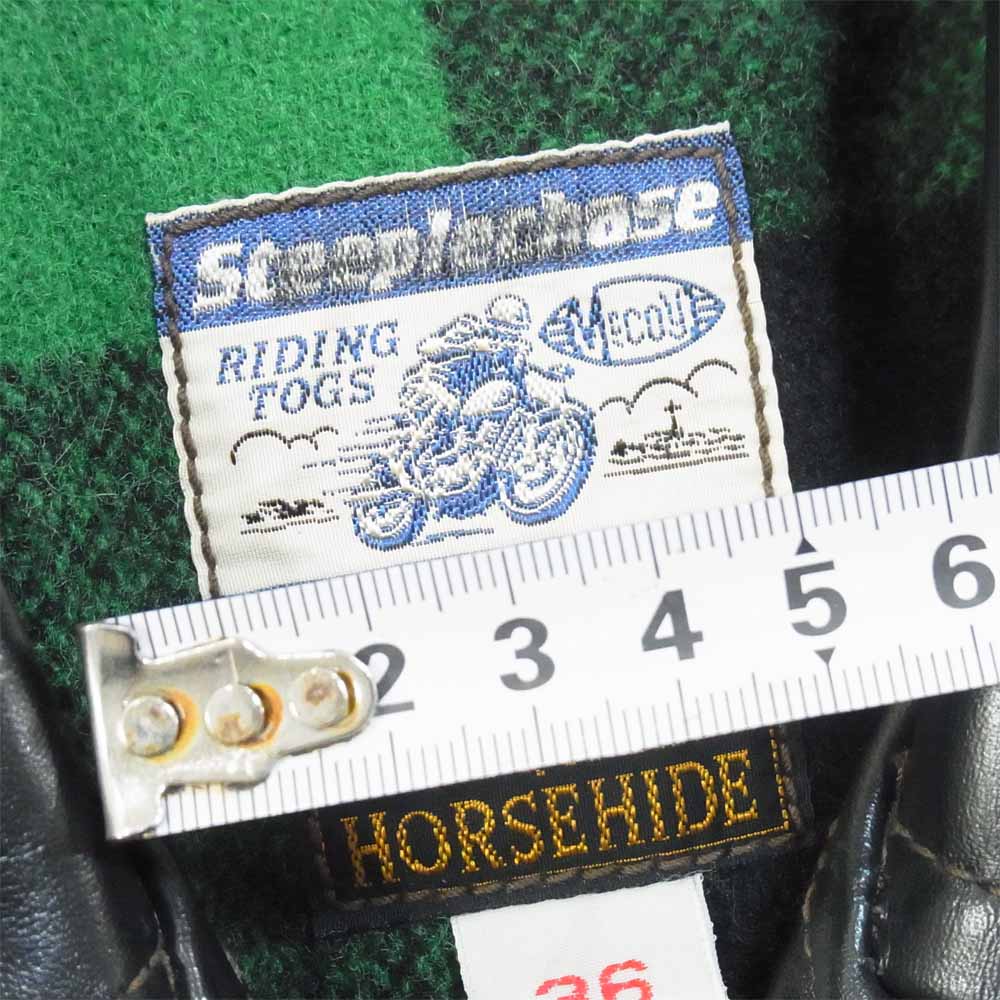 Steeplechase
RIDING
TOGS
McCOY
2 3 4 5 6
HORSEHIDE
36